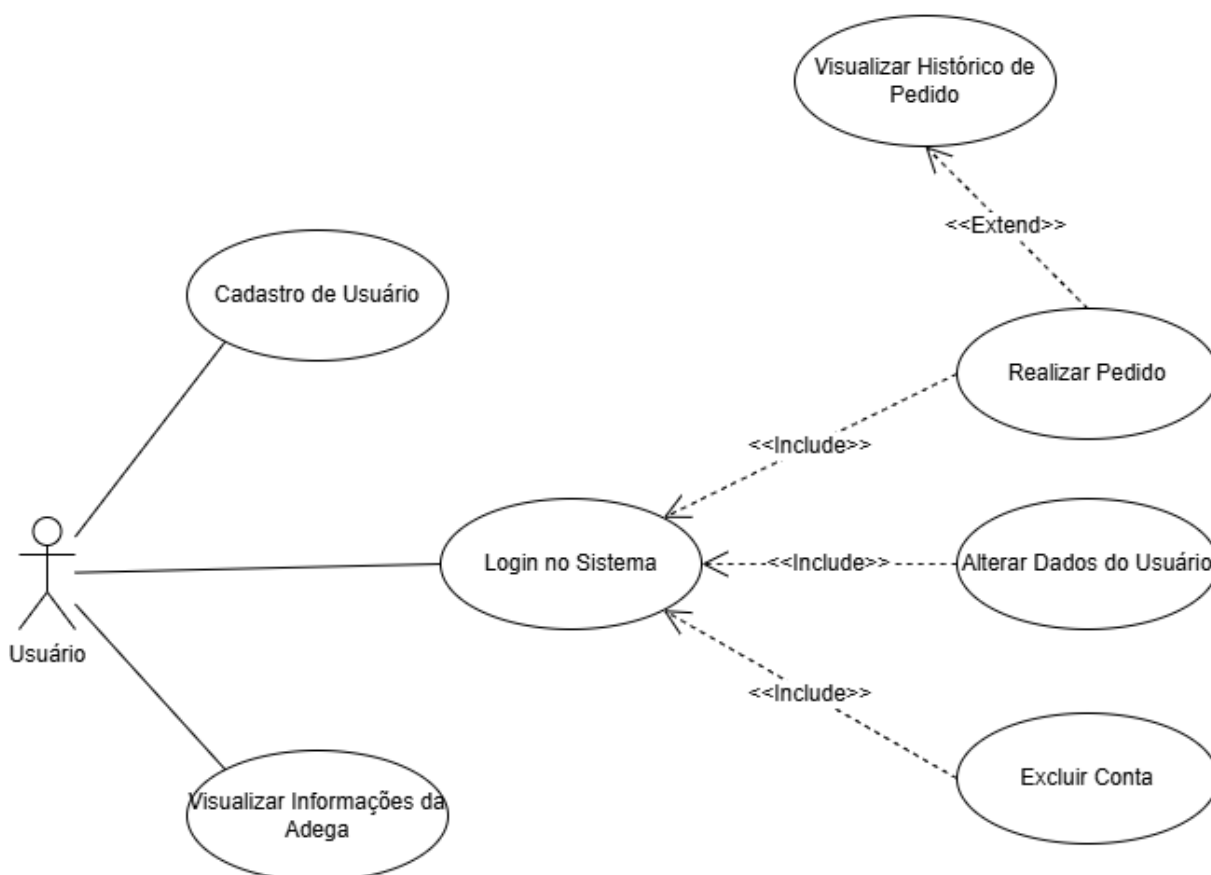 Visualizar Histórico de
Pedido
<<Extend>>
Cadastro de Usuário
Realizar Pedido
<<Include>>
Login no Sistema
<<Include>>
Alterar Dados do Usuário
Usuário
<<Include>>
Visualizar Informações da
Adega
Excluir Conta